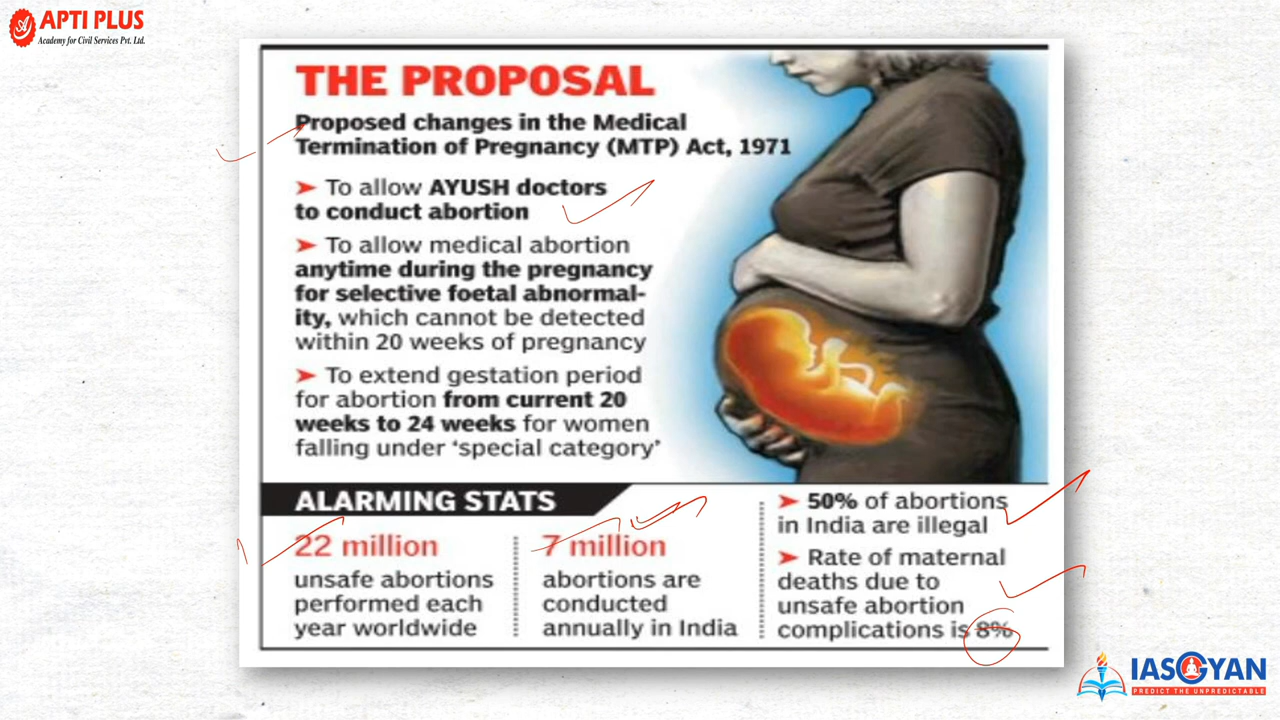 APTI PLUS
Academy for Civil Services Pvt. Ltd.
THE PROPOSAL
Proposed changes in the Medical
Termination of Pregnancy (MTP) Act, 1971
➤ To allow AYUSH doctors
to conduct abortion
➤ To allow medical abortion
anytime during the pregnancy
for selective foetal abnormal-
ity, which cannot be detected
within 20 weeks of pregnancy
➤ To extend gestation period
for abortion from current 20
weeks to 24 weeks for women
falling under ‘special category’
ALARMING STATS
22 million
unsafe abortions
performed each
year worldwide
7 million
abortions are
conducted
annually in India
➤ 50% of abortions
in India are illegal
➤ Rate of maternal
deaths due to
unsafe abortion
complications is 8%
IASGYAN
PREDICT THE UNPREDICTABLE